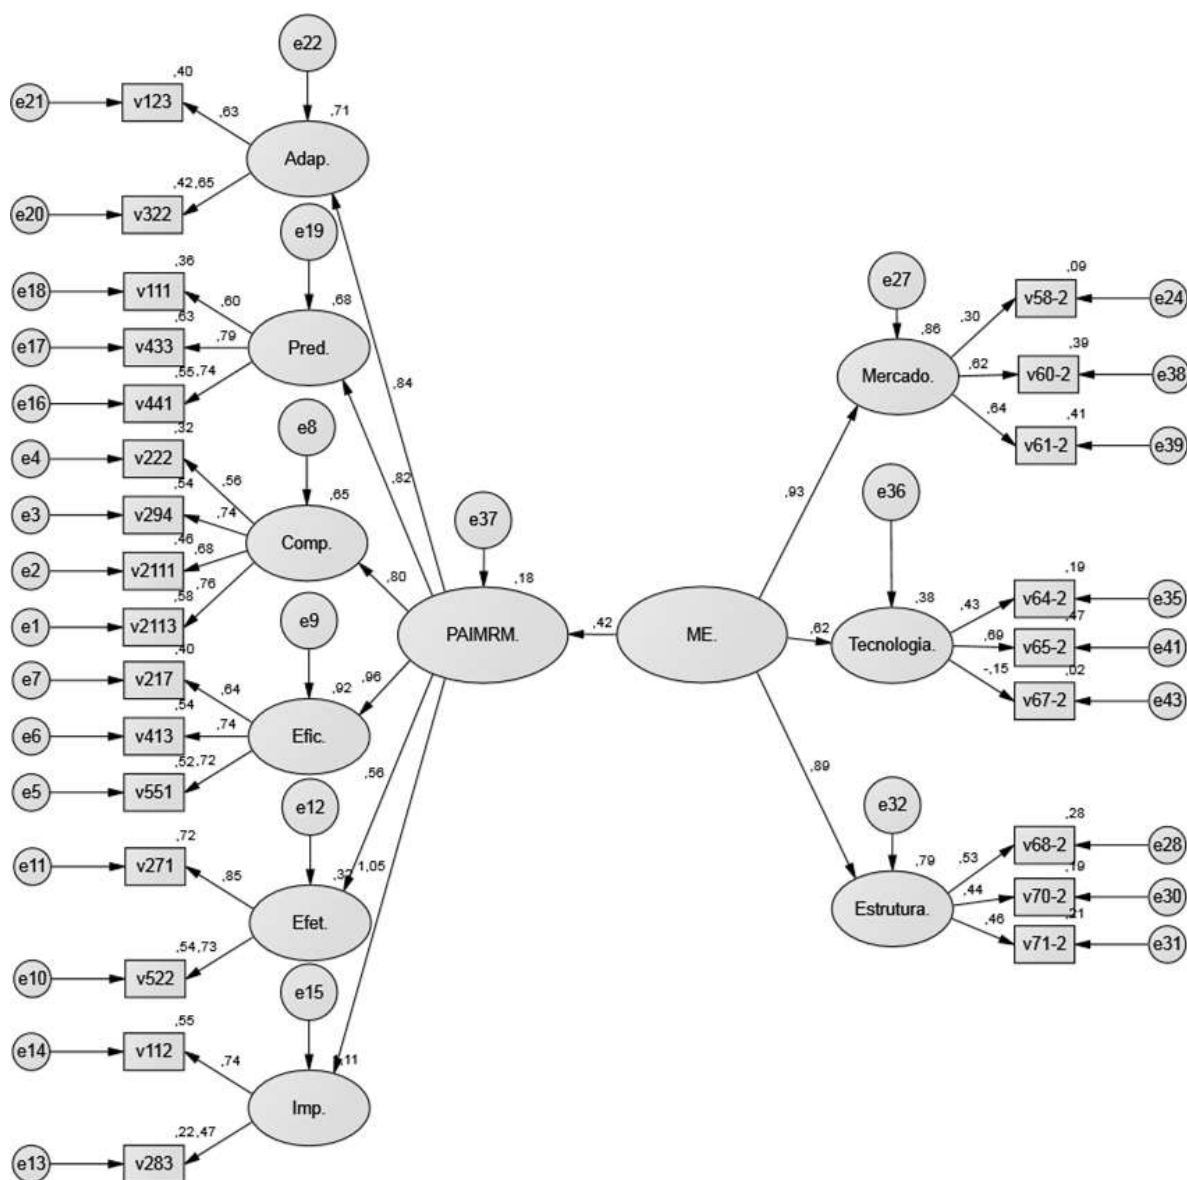 e22
,40
e21
v123
,63
,71
Adap.
,42
,65
e20
v322
e19
,36
e18
v111
,60
,68
,63
e17
v433
,79
Pred.
,55
,74
e16
v441
,84
,32
e8
e4
v222
,56
,82
,54
e3
v294
,74
,65
Comp.
,46
,68
e2
v2111
,80
,58
,76
e1
v2113
e37
,18
PAIMRM.
,42
ME.
e9
,40
e7
v217
,64
,92
,96
,54
e6
v413
,74
Efic.
,52
,72
e5
v551
,56
e12
,72
e11
v271
,85
,32
1,05
Efet.
,54
,73
e10
v522
e15
,55
e14
v112
,74
,11
Imp.
,22
,47
e13
v283
e27
,09
v58-2
e24
,30
,86
,39
Mercado.
,62
v60-2
e38
,64
,41
v61-2
e39
,93
e36
,19
v64-2
e35
,43
,38
,47
,62
Tecnologia.
,69
v65-2
e41
-,15
,02
v67-2
e43
,89
e32
,28
v68-2
e28
,53
,79
,19
Estrutura.
,44
v70-2
e30
,46
,21
v71-2
e31